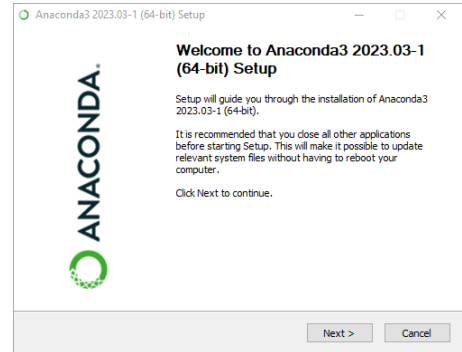 Anaconda3 2023.03-1 (64-bit) Setup
ANACONDA.
Welcome to Anaconda3 2023.03-1
(64-bit) Setup
Setup will guide you through the installation of Anaconda3
2023.03-1 (64-bit).
It is recommended that you close all other applications
before starting Setup. This will make it possible to update
relevant system files without having to reboot your
computer.
Click Next to continue.
Next >
Cancel